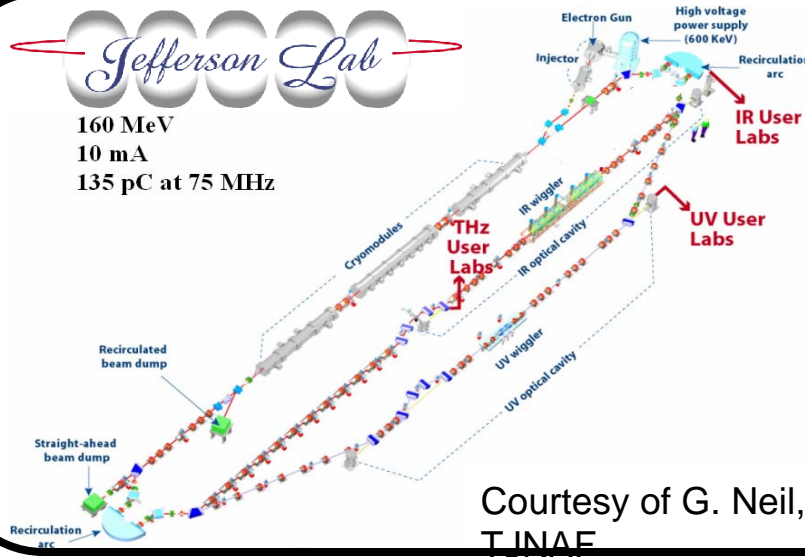 Jefferson Lab
160 MeV
10 mA
135 pC at 75 MHz
Electron Gun
High voltage
power supply
(600 KeV)
Injector
Recirculation
arc
IR User
Labs
Cryomodules
THz
User
Labs
IR wiggler
IR optical cavity
UV User
Labs
UV wiggler
UV optical cavity
Recirculated
beam dump
Straight-ahead
beam dump
Recirculation
arc
Courtesy of G. Neil,
TJNAF